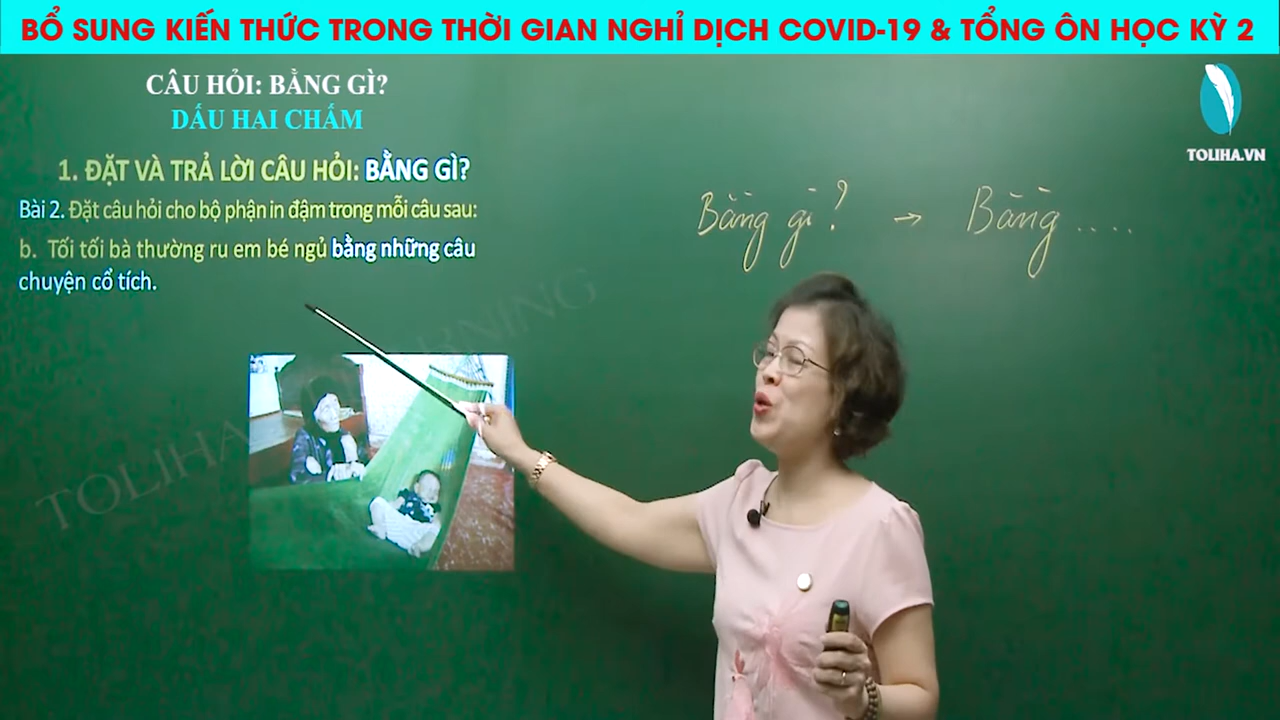 BỔ SUNG KIẾN THỨC TRONG THỜI GIAN NGHỈ DỊCH COVID-19 & TỔNG ÔN HỌC KỲ 2
CÂU HỎI: BẰNG GÌ?
DẤU HAI CHẤM
TOLIHA.VN
1. ĐẶT VÀ TRẢ LỜI CÂU HỎI: BẰNG GÌ?
Bài 2. Đặt câu hỏi cho bộ phận in đậm trong mỗi câu sau:
b. Tối tối bà thường ru em bé ngủ bằng những câu
chuyện cổ tích.
Bằng gì? → Bằng ....